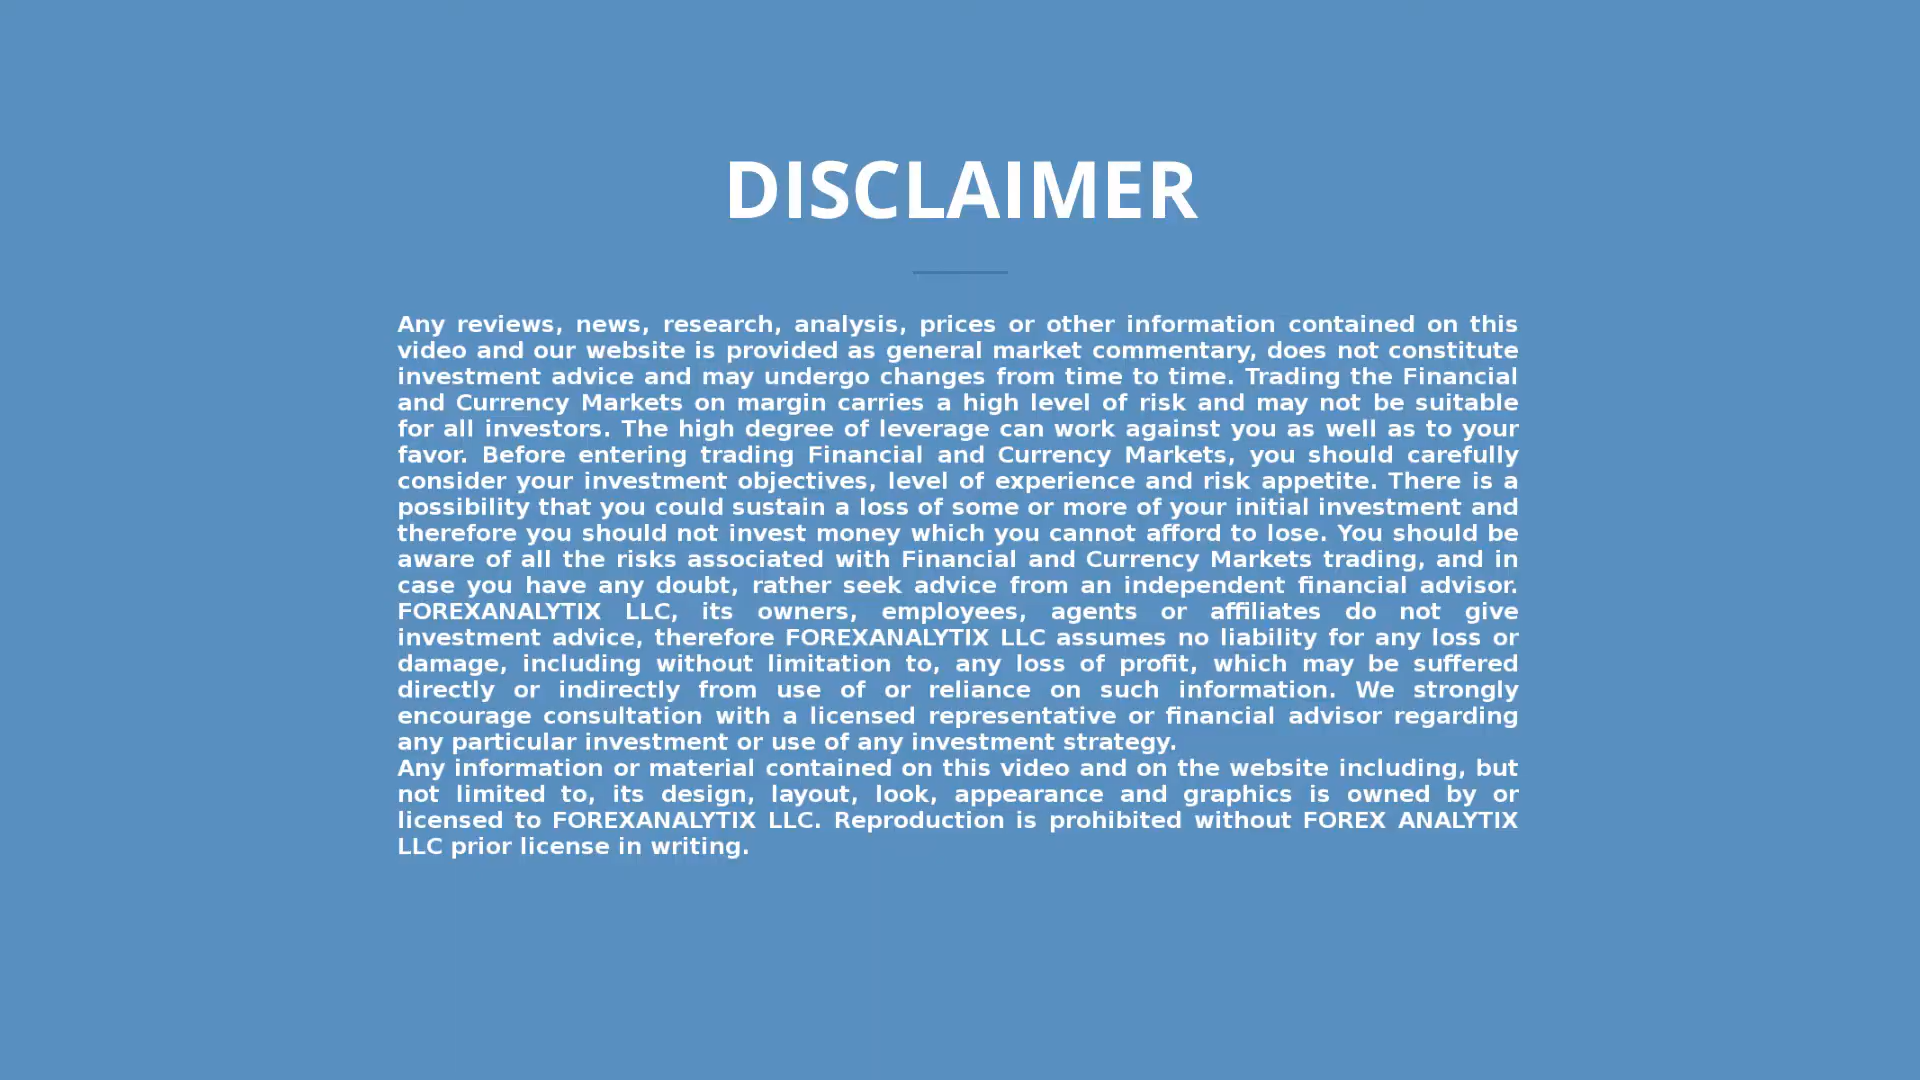 DISCLAIMER
Any reviews, news, research, analysis, prices or other information contained on this
video and our website is provided as general market commentary, does not constitute
investment advice and may undergo changes from time to time. Trading the Financial
and Currency Markets on margin carries a high level of risk and may not be suitable
for all investors. The high degree of leverage can work against you as well as to your
favor. Before entering trading Financial and Currency Markets, you should carefully
consider your investment objectives, level of experience and risk appetite. There is a
possibility that you could sustain a loss of some or more of your initial investment and
therefore you should not invest money which you cannot afford to lose. You should be
aware of all the risks associated with Financial and Currency Markets trading, and in
case you have any doubt, rather seek advice from an independent financial advisor.
FOREXANALYTIX LLC, its owners, employees, agents or affiliates do not give
investment advice, therefore FOREXANALYTIX LLC assumes no liability for any loss or
damage, including without limitation to, any loss of profit, which may be suffered
directly or indirectly from use of or reliance on such information. We strongly
encourage consultation with a licensed representative or financial advisor regarding
any particular investment or use of any investment strategy.
Any information or material contained on this video and on the website including, but
not limited to, its design, layout, look, appearance and graphics is owned by or
licensed to FOREXANALYTIX LLC. Reproduction is prohibited without FOREX ANALYTIX
LLC prior license in writing.